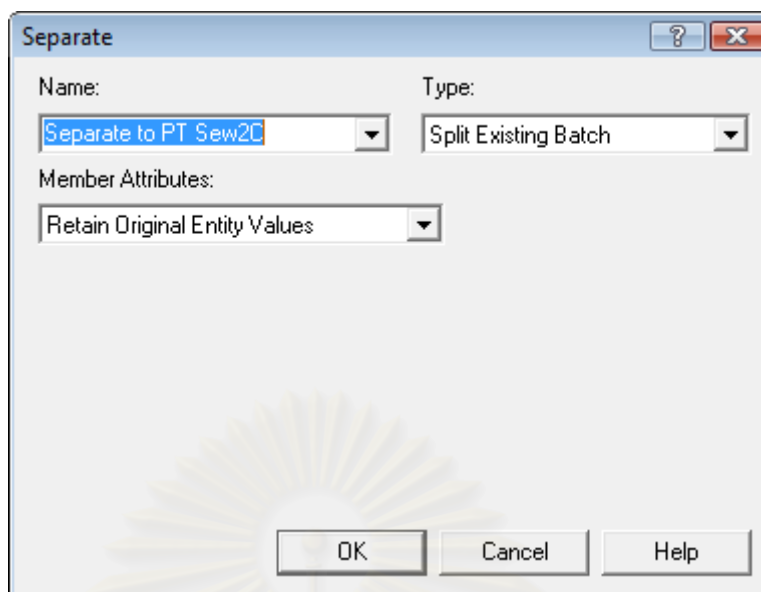 Separate
Name: Type:
Separate to PT Sew2C Split Existing Batch
Member Attributes:
Retain Original Entity Values
OK Cancel Help